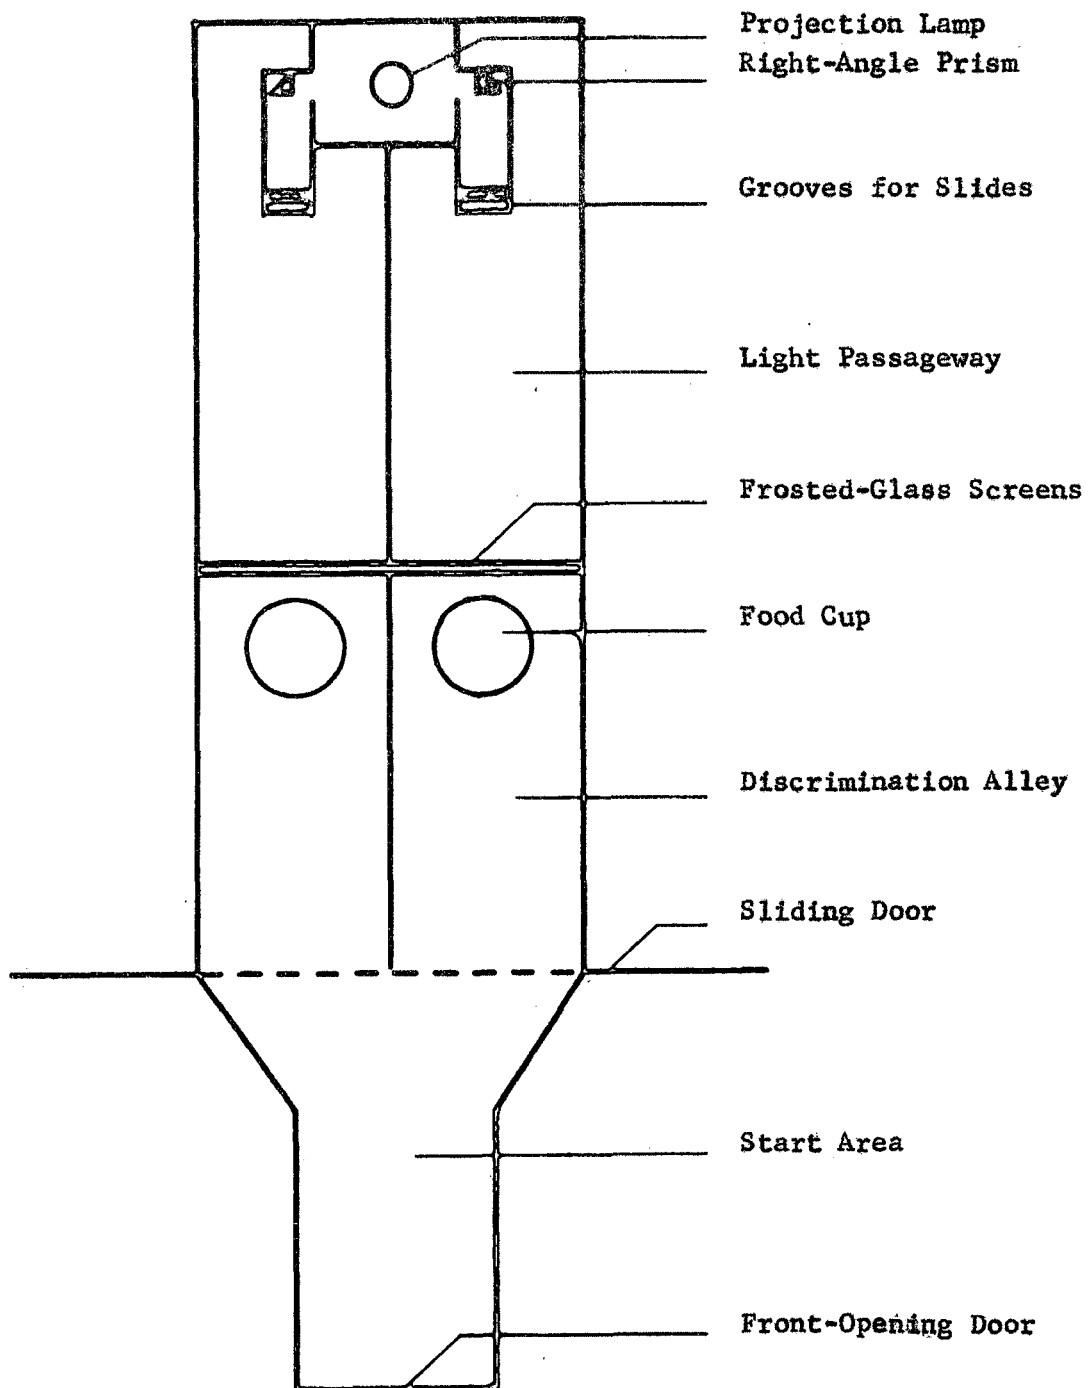 Projection Lamp
Right-Angle Prism
Grooves for Slides
Light Passageway
Frosted-Glass Screens
Food Cup
Discrimination Alley
Sliding Door
Start Area
Front-Opening Door